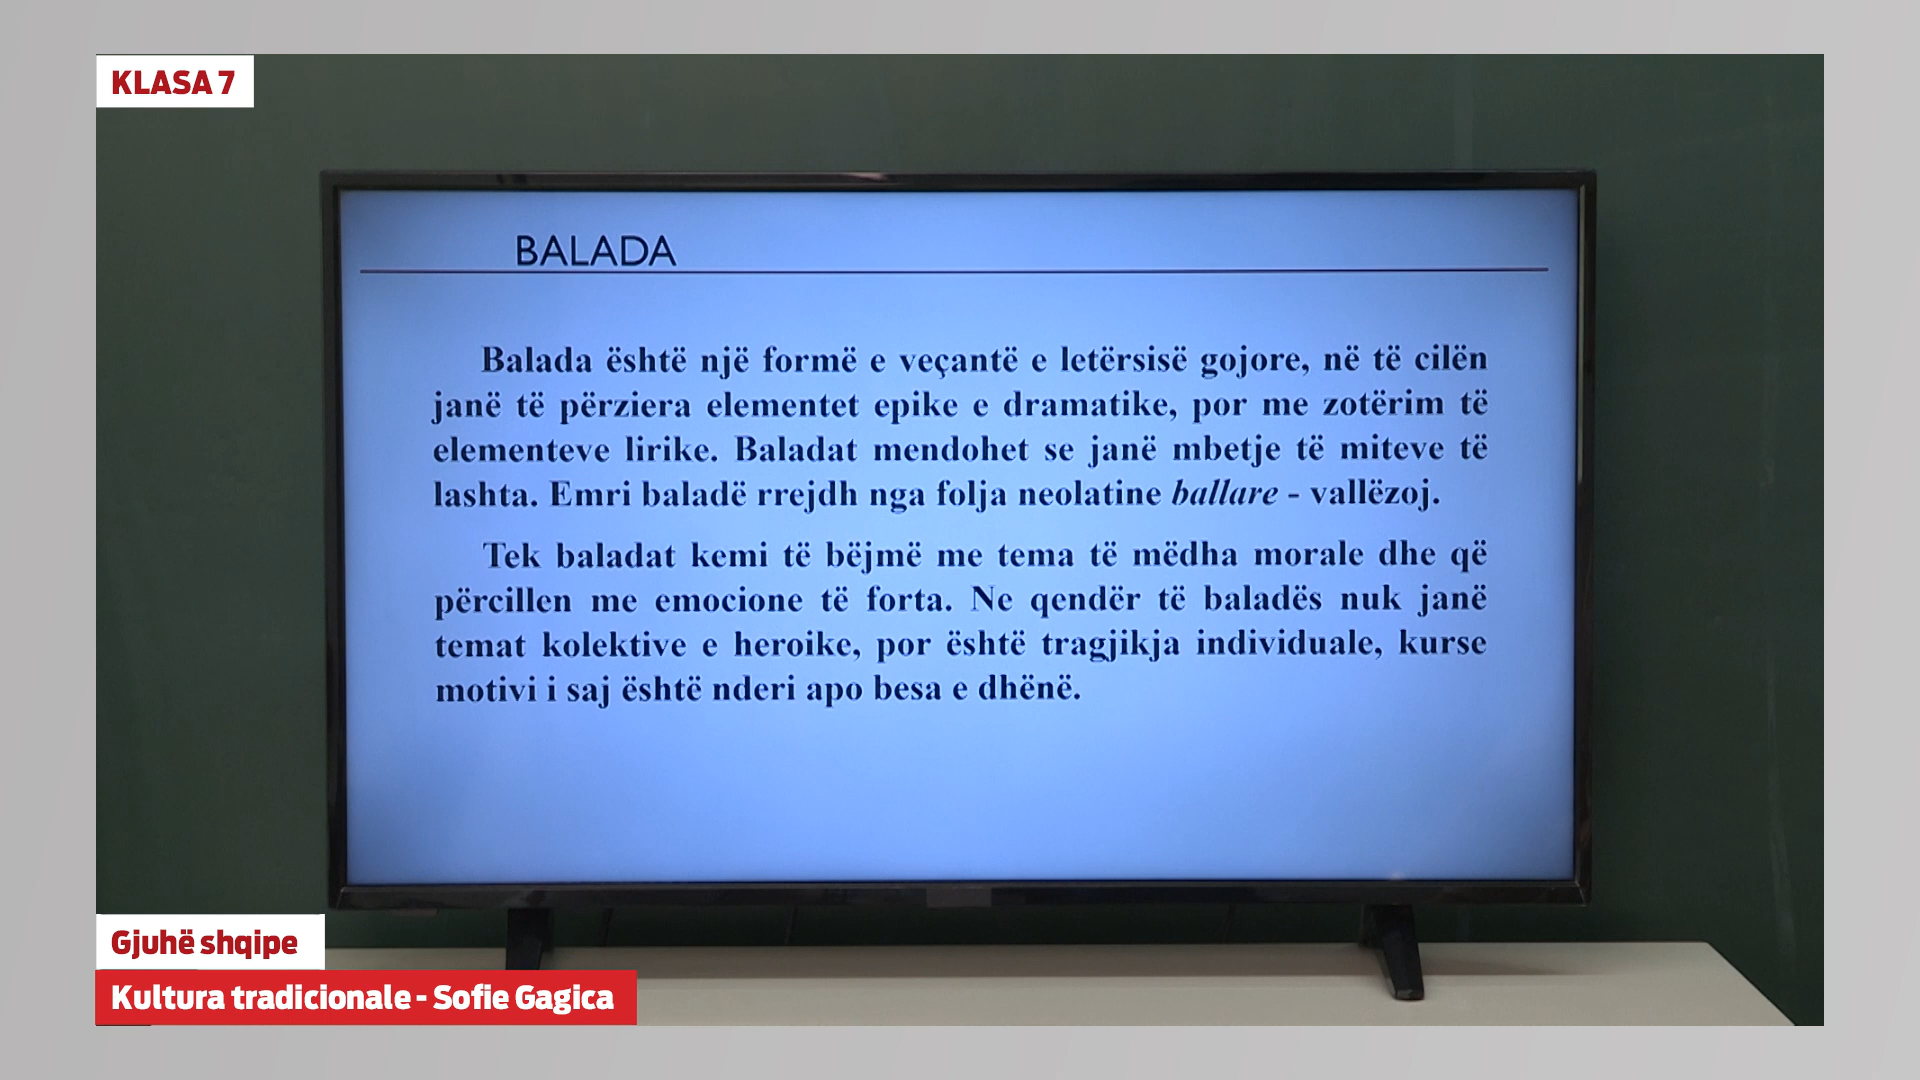 KLASA 7
BALADA
Balada është një formë e veçantë e letërsisë gojore, në të cilën
janë të përziera elementet epike e dramatike, por me zotërim të
elementeve lirike. Baladat mendohet se janë mbetje të miteve të
lashta. Emri baladë rrejdh nga folja neolatine ballare - vallëzoj.
Tek baladat kemi të bëjmë me tema të mëdha morale dhe që
përcillen me emocione të forta. Ne qendër të baladës nuk janë
temat kolektive e heroike, por është tragjikja individuale, kurse
motivi i saj është nderi apo besa e dhënë.
Gjuhë shqipe
Kultura tradicionale - Sofie Gagica